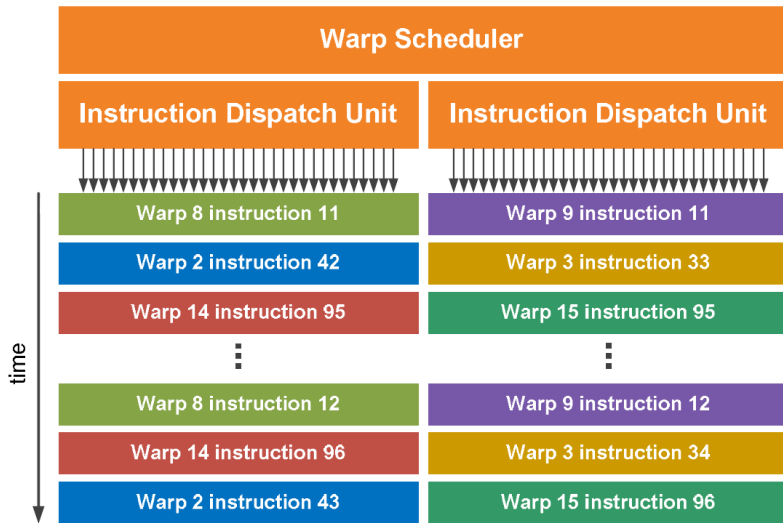 Warp Scheduler
Instruction Dispatch Unit
Instruction Dispatch Unit
Warp 8 instruction 11
Warp 9 instruction 11
Warp 2 instruction 42
Warp 3 instruction 33
Warp 14 instruction 95
Warp 15 instruction 95
time
Warp 8 instruction 12
Warp 9 instruction 12
Warp 14 instruction 96
Warp 3 instruction 34
Warp 2 instruction 43
Warp 15 instruction 96